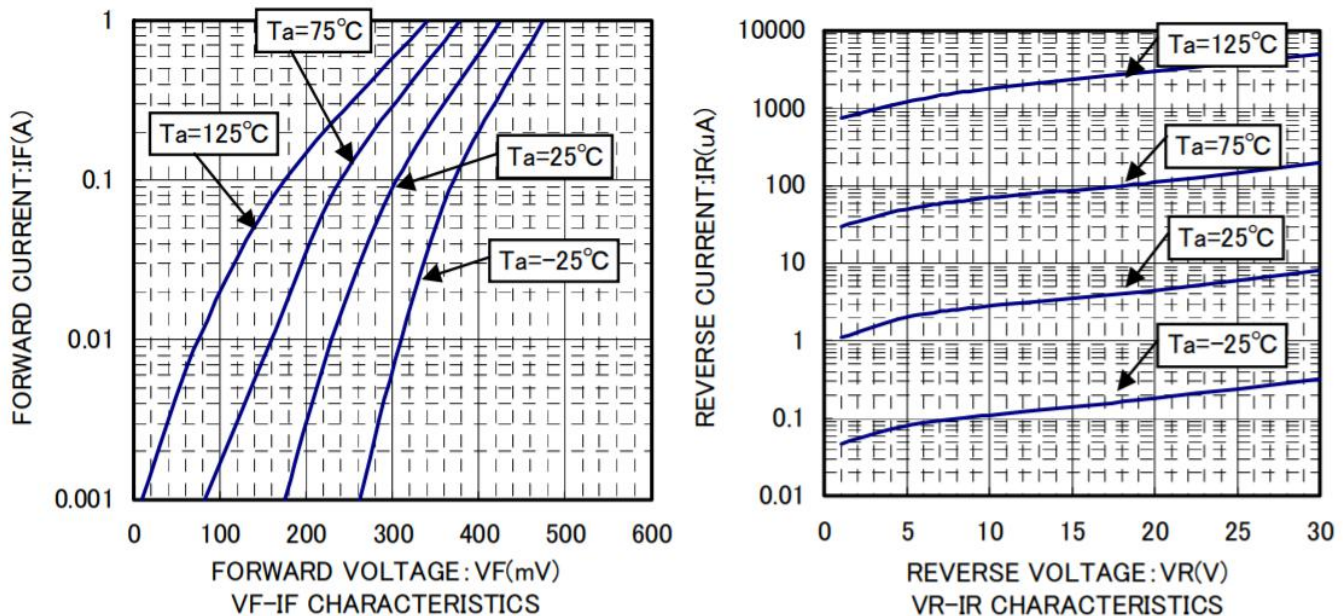 FORWARD CURRENT:IF(A)
1
0.1
0.01
0.001
Ta=75℃
Ta=125℃
Ta=25℃
Ta=-25℃
0 100 200 300 400 500 600
FORWARD VOLTAGE:VF(mV)
VF-IF CHARACTERISTICS
REVERSE CURRENT:IR(uA)
10000
1000
100
10
1
0.1
0.01
Ta=125℃
Ta=75℃
Ta=25℃
Ta=-25℃
0 5 10 15 20 25 30
REVERSE VOLTAGE:VR(V)
VR-IR CHARACTERISTICS